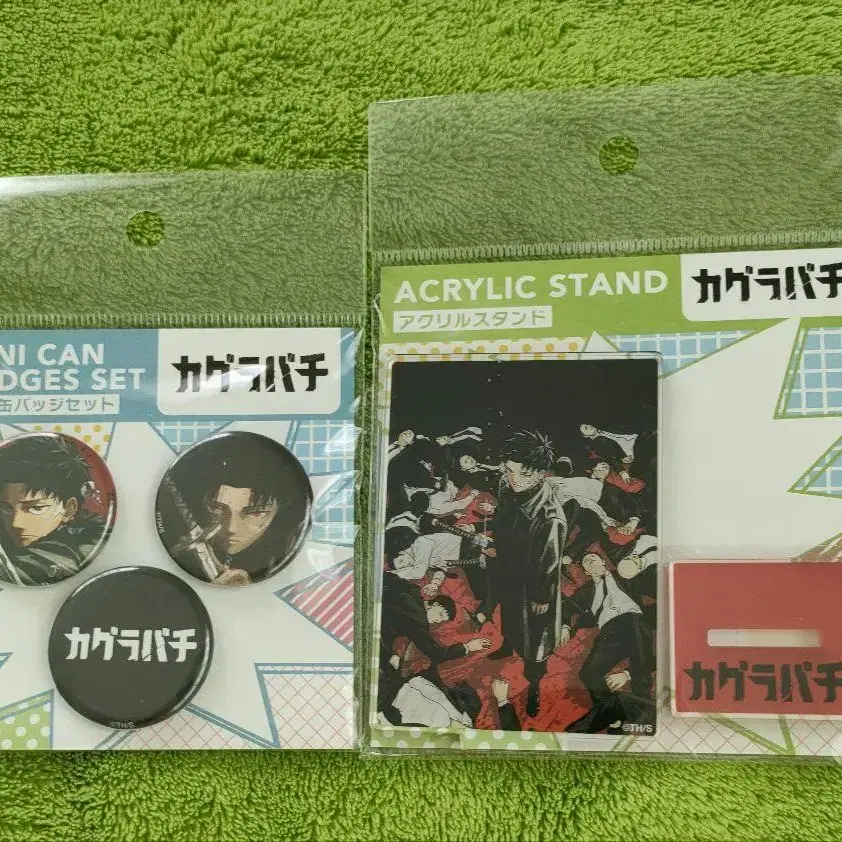 NI CAN
DGES SET
缶バッジセット
カグラバチ
カグラバチ
ACRYLIC STAND
アクリルスタンド
カグラバチ
©TH/S
カグラバチ
©TH/S